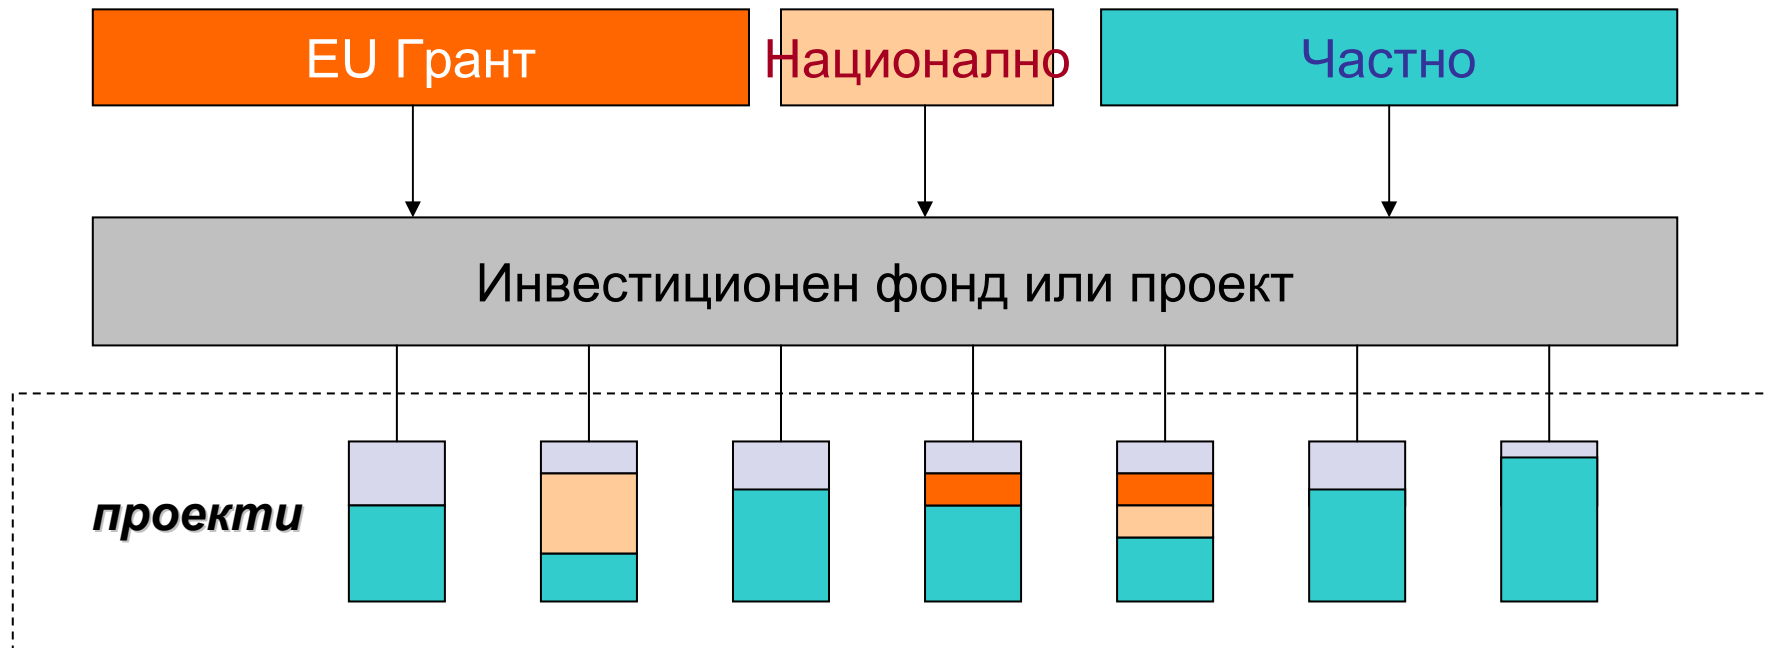 EU Грант
Национално
Частно
Инвестиционен фонд или проект
проекти